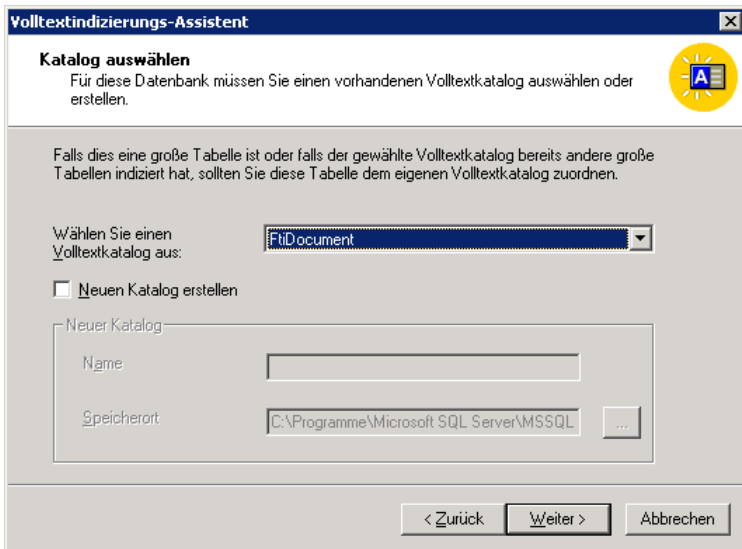 Volltextindizierungs-Assistent
Katalog auswählen
Für diese Datenbank müssen Sie einen vorhandenen Volltextkatalog auswählen oder
erstellen.
A
Falls dies eine große Tabelle ist oder falls der gewählte Volltextkatalog bereits andere große
Tabellen indiziert hat, sollten Sie diese Tabelle dem eigenen Volltextkatalog zuordnen.
Wählen Sie einen
Volltextkatalog aus:
FtiDocument
Neuen Katalog erstellen
Neuer Katalog
Name
Speicherort
C:\Programme\Microsoft SQL Server\MSSQL
...
< Zurück
Weiter >
Abbrechen